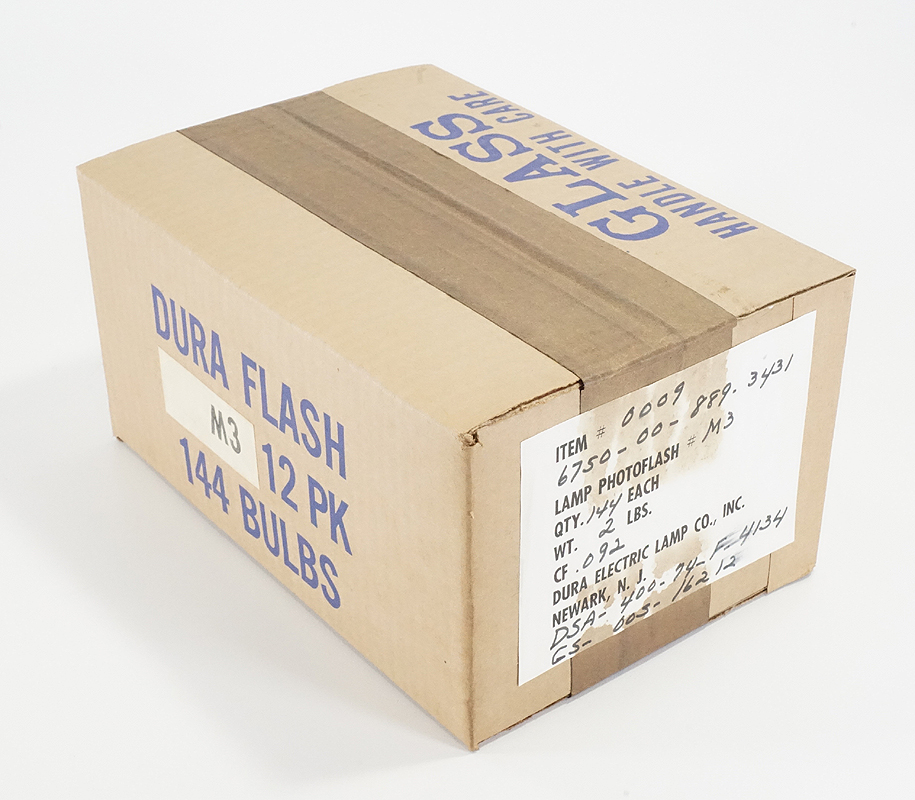 GLASS
HANDLE WITH CARE
DURA FLASH
M3 12 PK
144 BULBS
ITEM # 0009
6750-00-889-3431
LAMP PHOTOFLASH # M3
QTY. 144 EACH
WT. 2 LBS.
CF .092
DURA ELECTRIC LAMP CO., INC.
NEWARK, N. J.
DSA-400-74-F-4134
GS-00S-16212